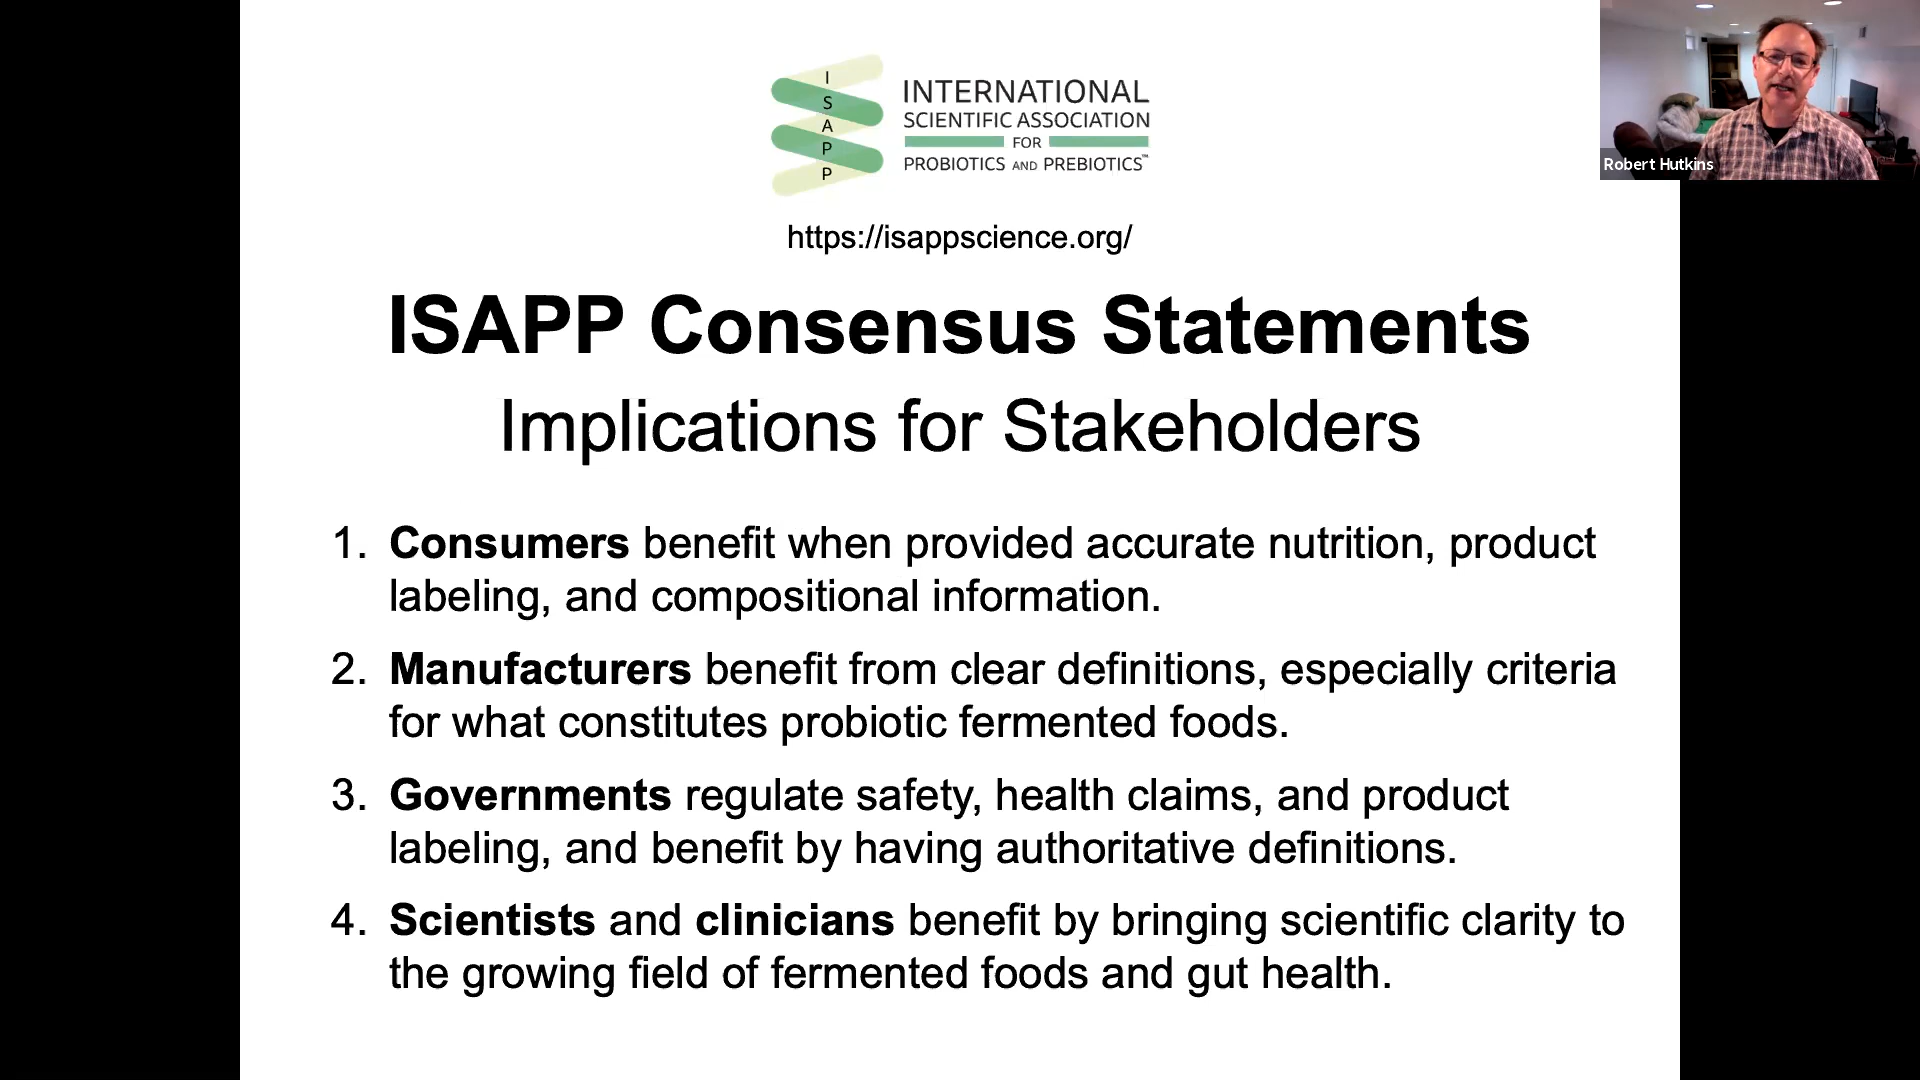 I
S
A
P
P
INTERNATIONAL
SCIENTIFIC ASSOCIATION
FOR
PROBIOTICS AND PREBIOTICS™
Robert Hutkins
https://isappscience.org/
ISAPP Consensus Statements
Implications for Stakeholders
1. Consumers benefit when provided accurate nutrition, product
labeling, and compositional information.
2. Manufacturers benefit from clear definitions, especially criteria
for what constitutes probiotic fermented foods.
3. Governments regulate safety, health claims, and product
labeling, and benefit by having authoritative definitions.
4. Scientists and clinicians benefit by bringing scientific clarity to
the growing field of fermented foods and gut health.